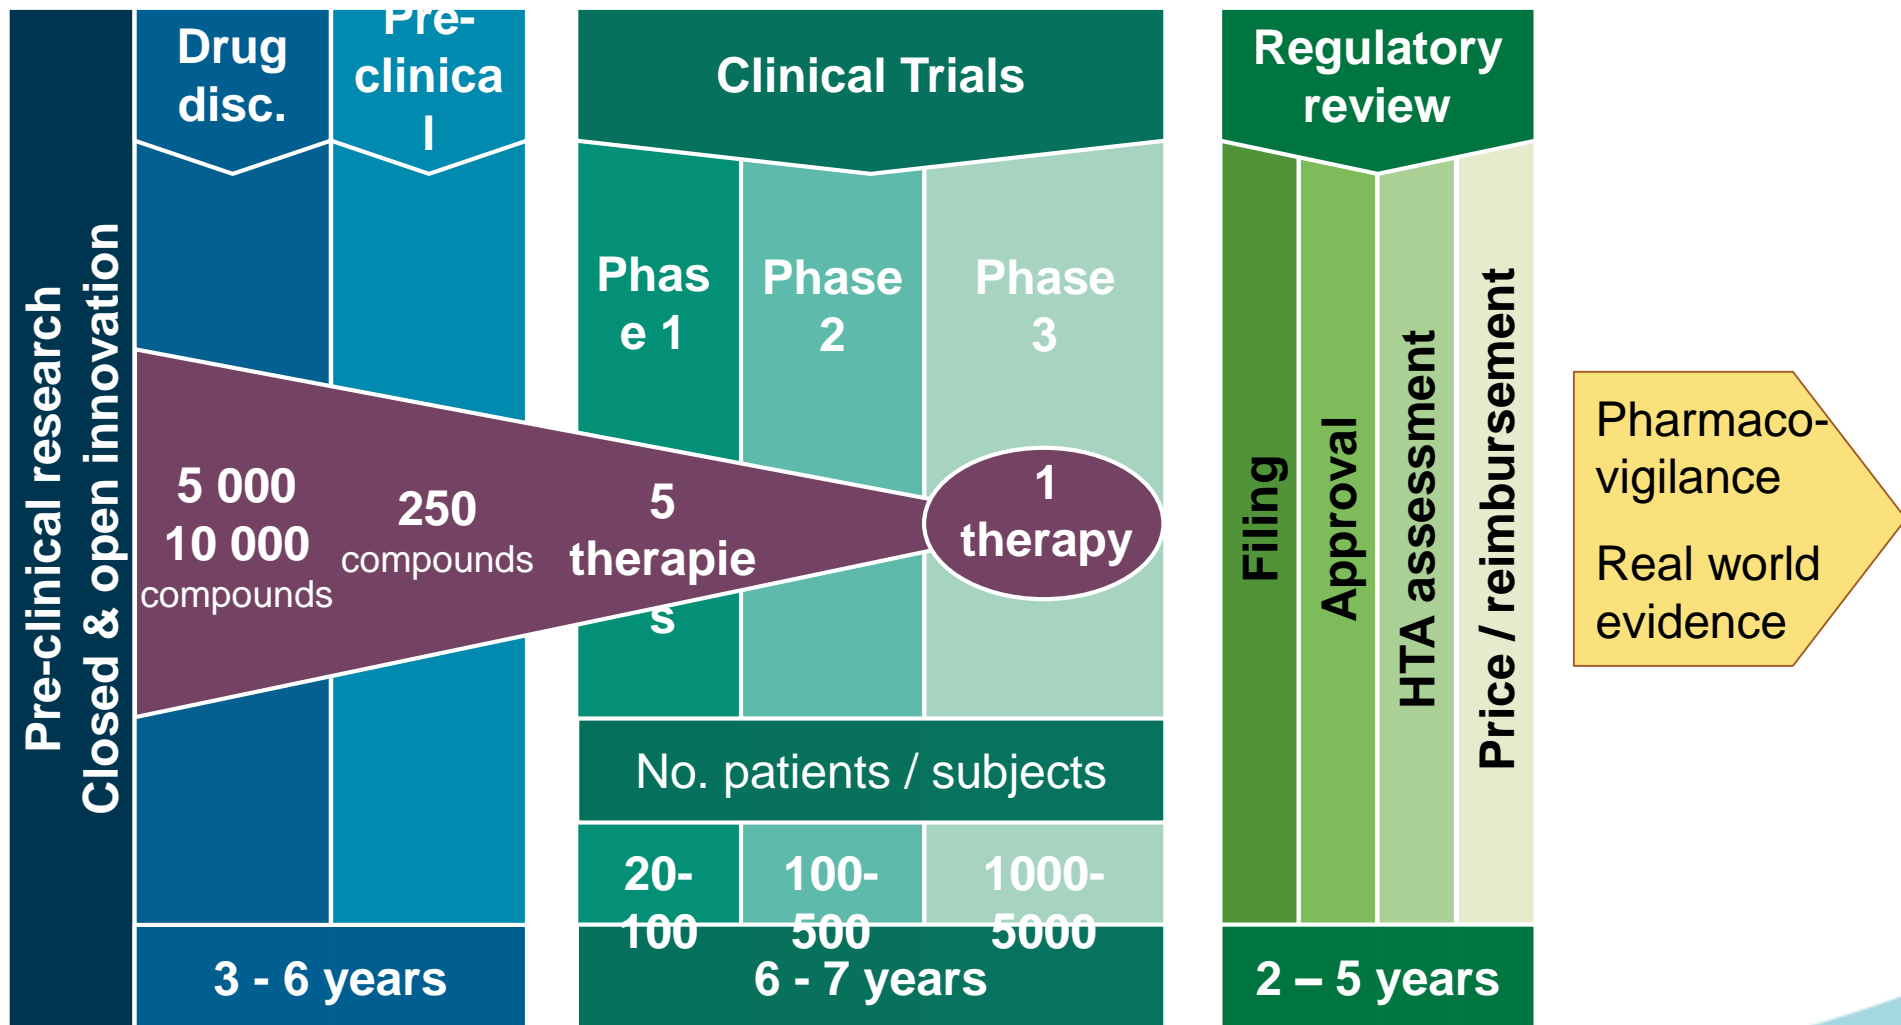 Pre-clinical research
Closed & open innovation
Drug
disc.
Pre-
clinica
l
Clinical Trials
Regulatory
review
Phas
e 1
Phase
2
Phase
3
5 000
10 000
compounds
250
compounds
5
therapie
s
1
therapy
Filing
Approval
HTA assessment
Price / reimbursement
Pharmaco-
vigilance
Real world
evidence
No. patients / subjects
20-
100
100-
500
1000-
5000
3 - 6 years
6 - 7 years
2 – 5 years